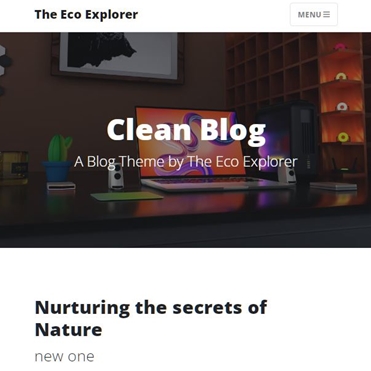 The Eco Explorer
MENU
Clean Blog
A Blog Theme by The Eco Explorer
Nurturing the secrets of
Nature
new one